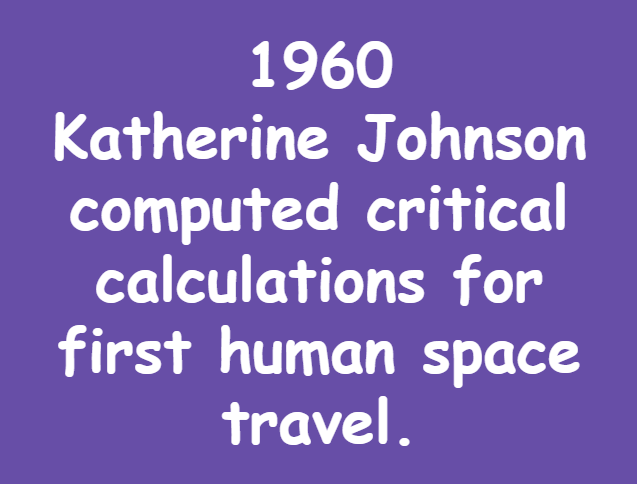 1960
Katherine Johnson
computed critical
calculations for
first human space
travel.